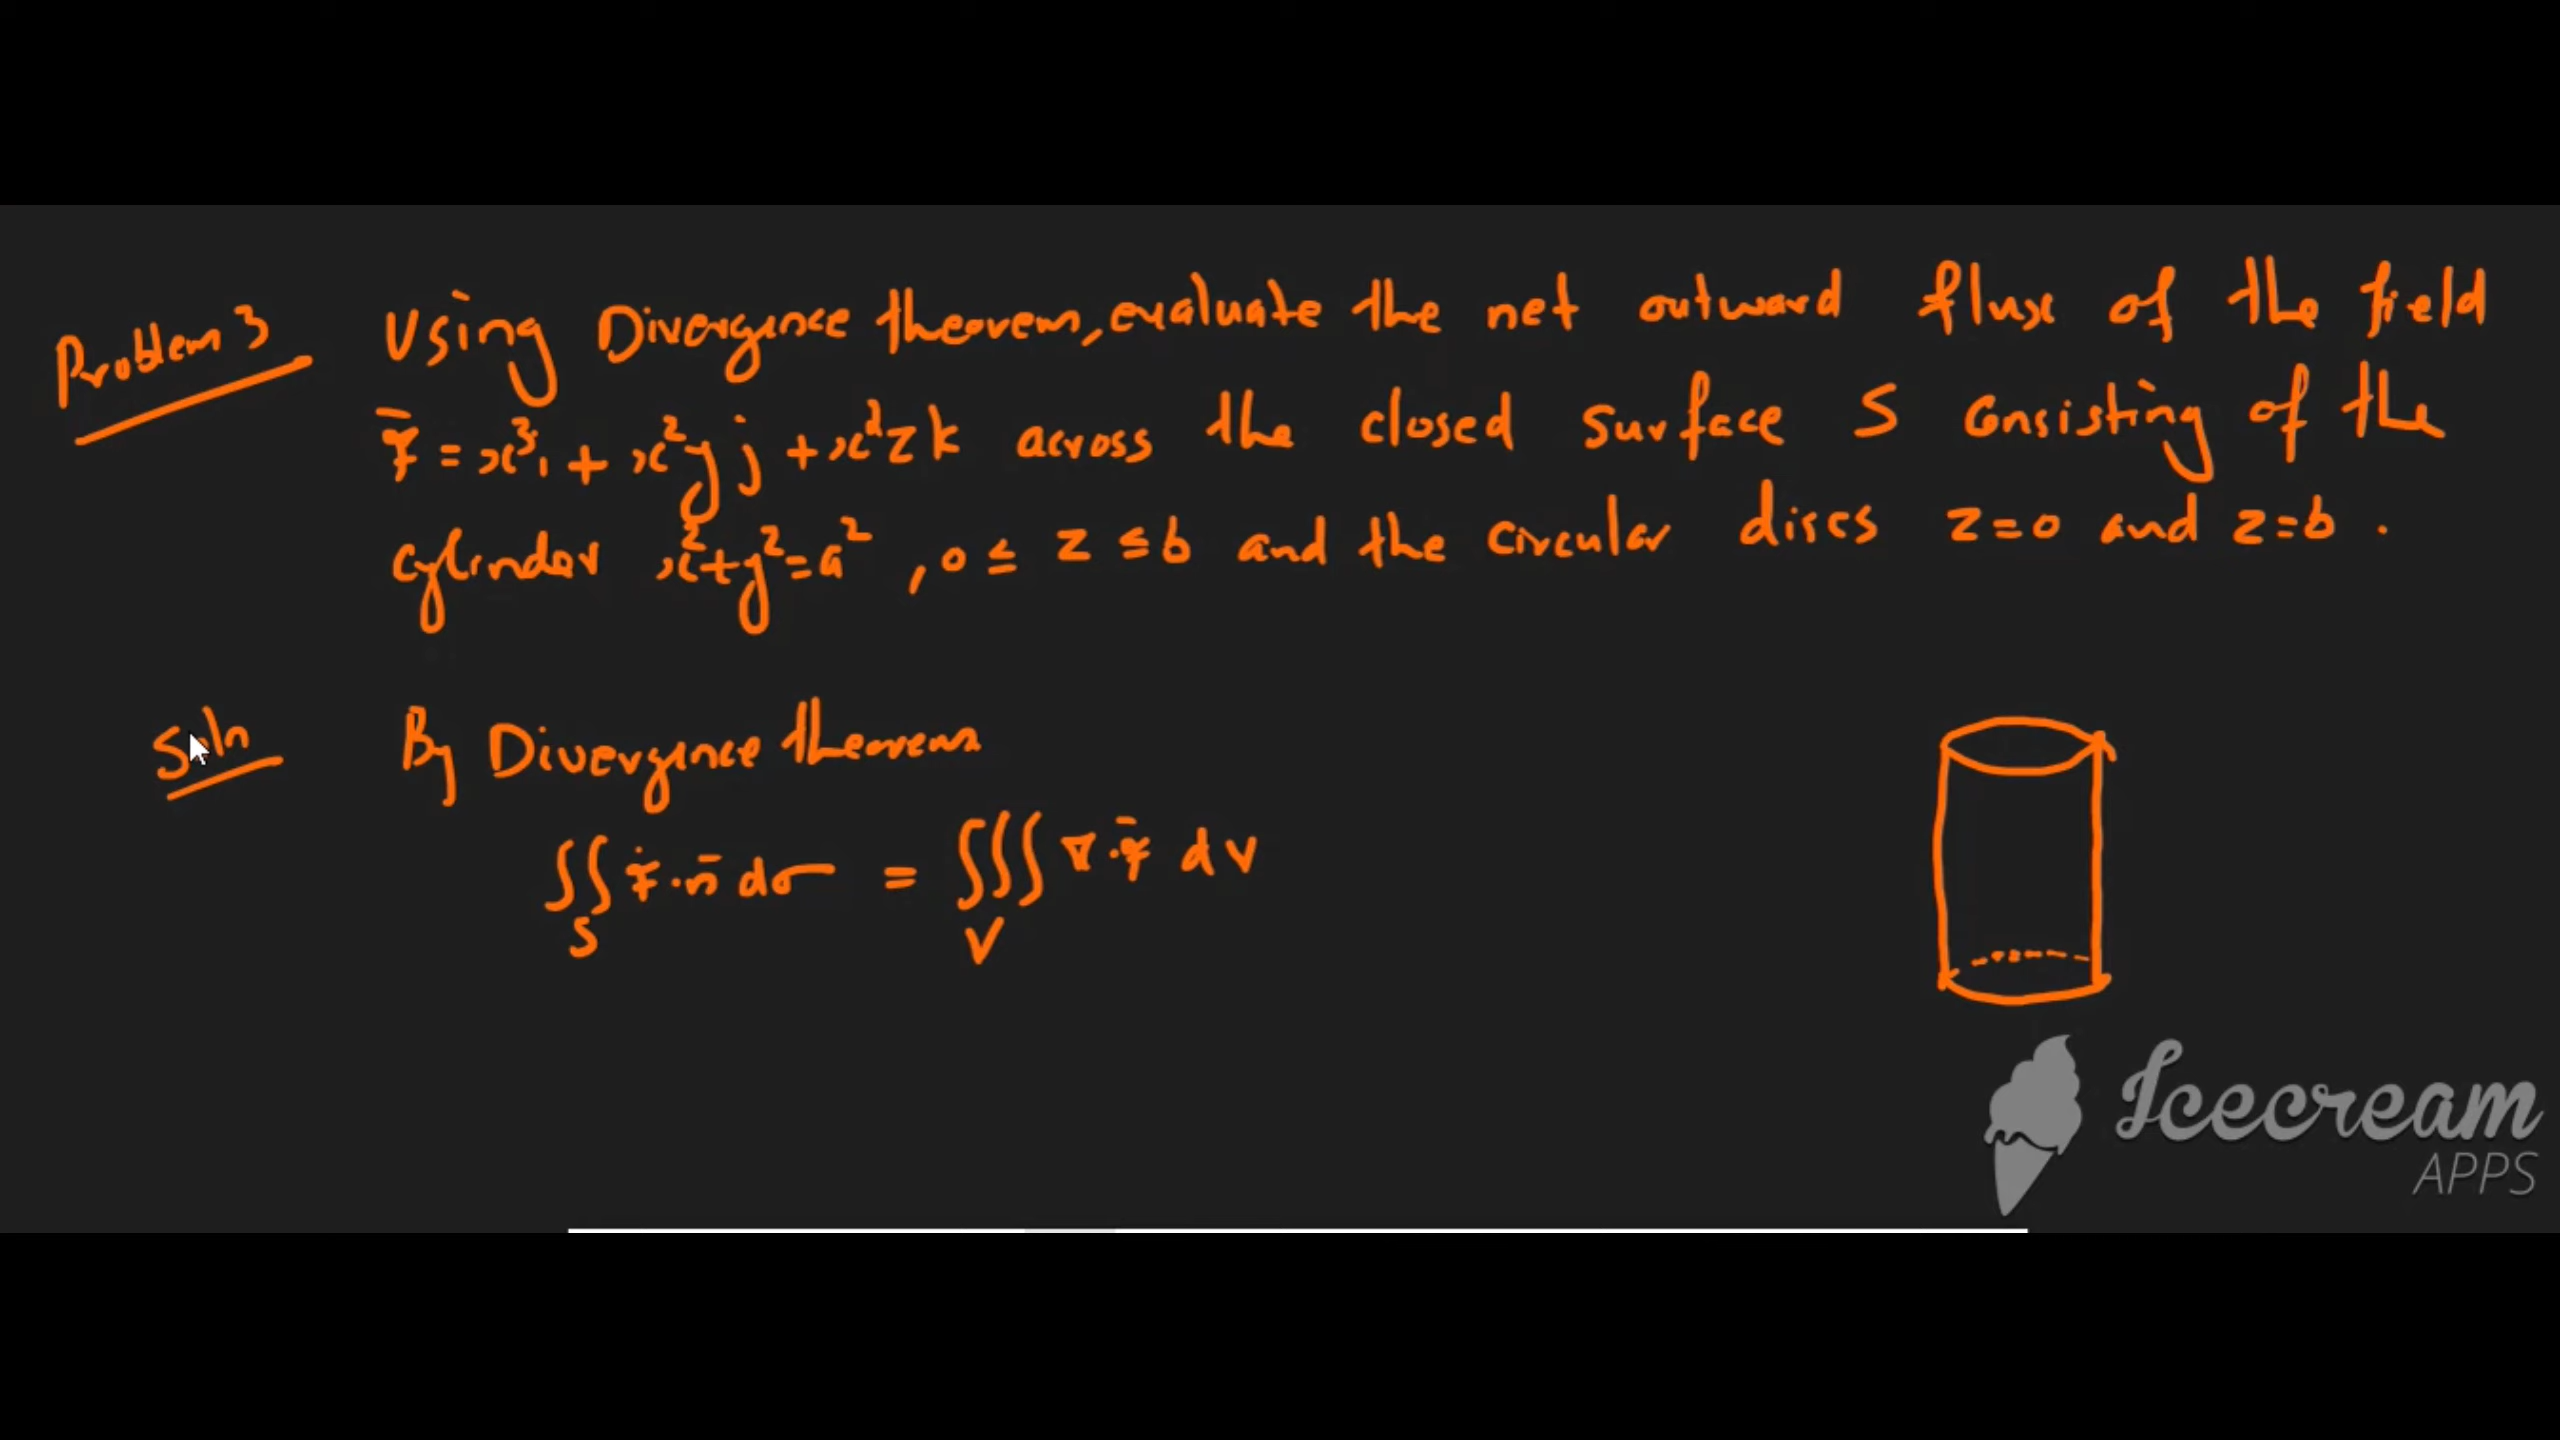 Problem 3 Using Divergence theorem, evaluate the net outward flux of the field
F̄ = x³i + x²y j + x²z k across the closed surface S consisting of the
cylinder x²+y²=a², 0 ≤ z ≤ b and the circular discs z=0 and z=b.
Soln By Divergence theorem
∬_S F̄·n̄ dσ = ∭_V ∇·F̄ dV
Icecream
APPS